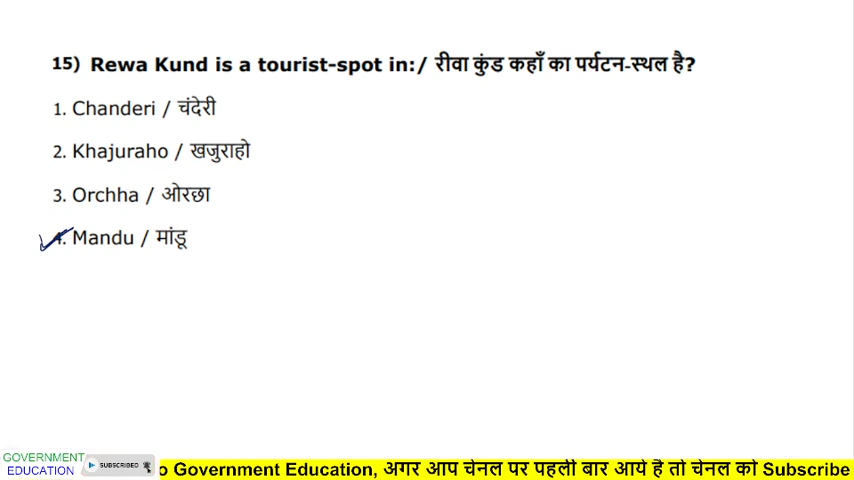 15) Rewa Kund is a tourist-spot in:/ रीवा कुंड कहाँ का पर्यटन-स्थल है?
1. Chanderi / चंदेरी
2. Khajuraho / खजुराहो
3. Orchha / ओरछा
4. Mandu / मांडू
GOVERNMENT
EDUCATION
SUBSCRIBED
o Government Education, अगर आप चेनल पर पहली बार आये है तो चेनल को Subscribe